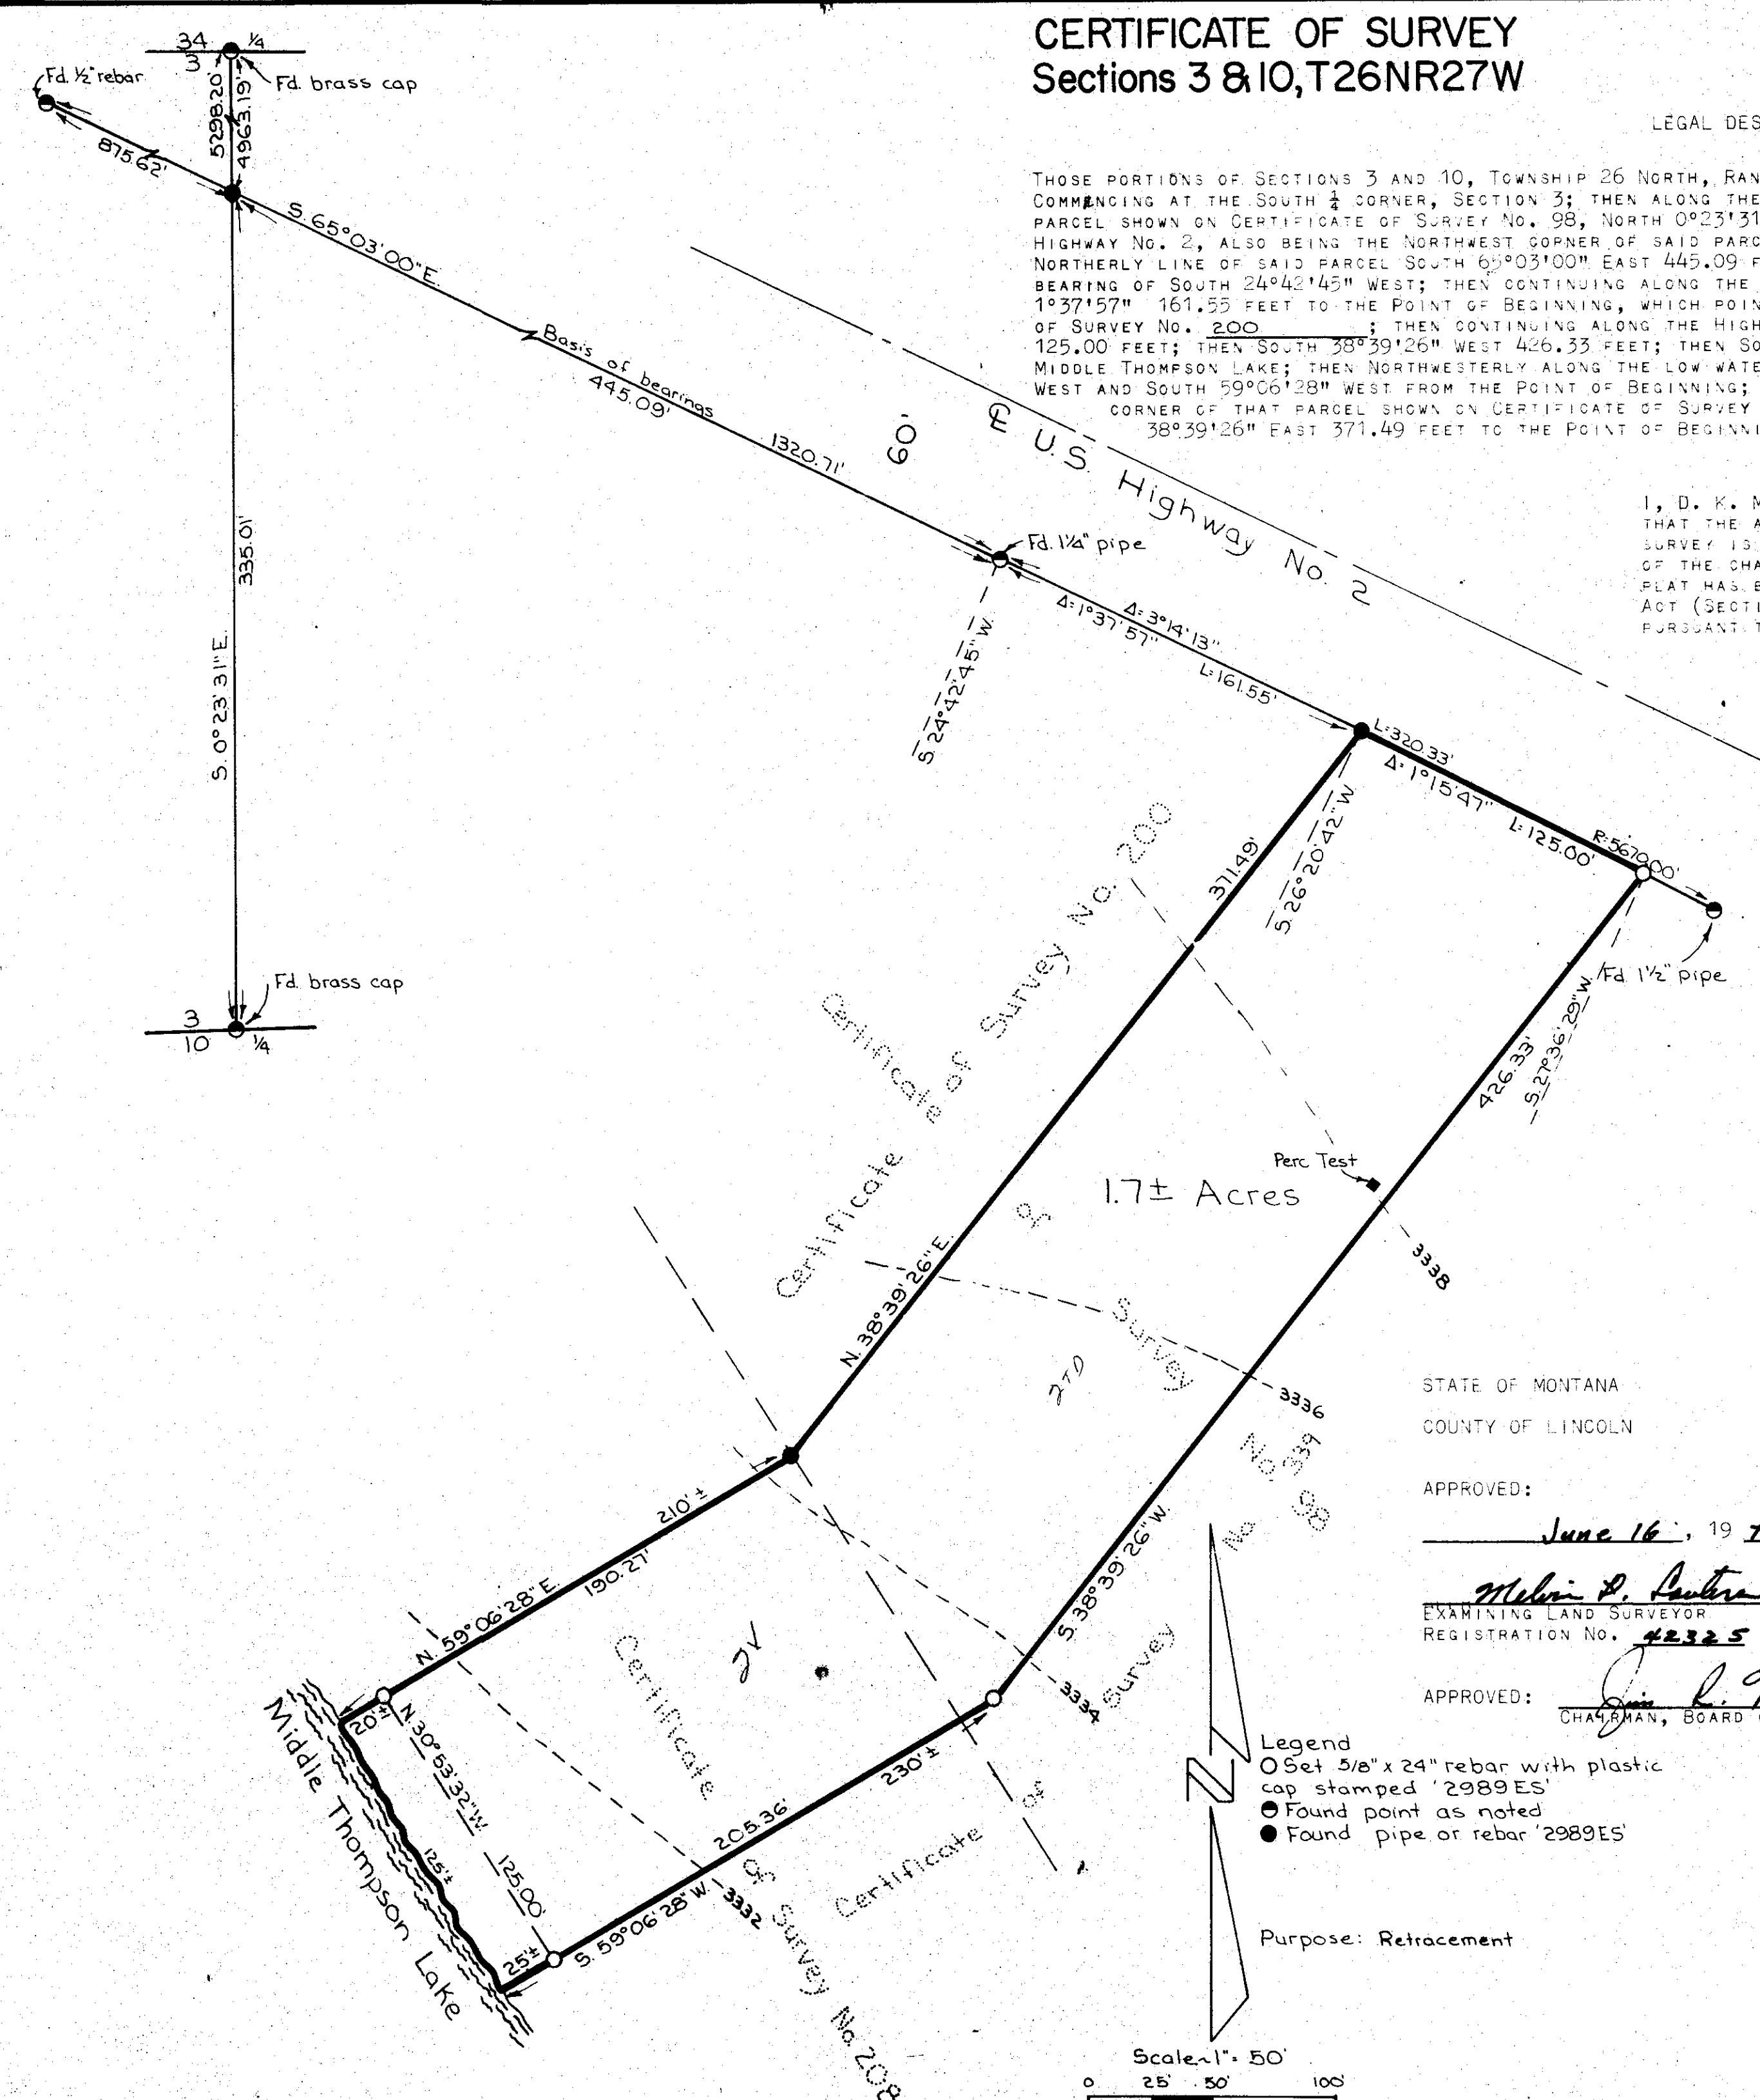 CERTIFICATE OF SURVEY
Sections 3 & 10, T26NR27W
LEGAL DES
THOSE PORTIONS OF SECTIONS 3 AND 10, TOWNSHIP 26 NORTH, RAN
COMMENCING AT THE SOUTH ¼ CORNER, SECTION 3; THEN ALONG THE
PARCEL SHOWN ON CERTIFICATE OF SURVEY NO. 98, NORTH 0°23'31
HIGHWAY NO. 2, ALSO BEING THE NORTHWEST CORNER OF SAID PARC
NORTHERLY LINE OF SAID PARCEL SOUTH 65°03'00" EAST 445.09 F
BEARING OF SOUTH 24°42'45" WEST; THEN CONTINUING ALONG THE
1°37'57" 161.55 FEET TO THE POINT OF BEGINNING, WHICH POIN
OF SURVEY NO. 200 ; THEN CONTINUING ALONG THE HIGH
125.00 FEET; THEN SOUTH 38°39'26" WEST 426.33 FEET; THEN SO
MIDDLE THOMPSON LAKE; THEN NORTHWESTERLY ALONG THE LOW WATE
WEST AND SOUTH 59°06'28" WEST FROM THE POINT OF BEGINNING;
CORNER OF THAT PARCEL SHOWN ON CERTIFICATE OF SURVEY
38°39'26" EAST 371.49 FEET TO THE POINT OF BEGINNI
I, D. K. M
THAT THE A
SURVEY IS
OF THE CHA
PLAT HAS B
ACT (SECTI
PURSUANT T
34 ¼
3
Fd. brass cap
Fd. ½" rebar
5298.20'
4963.19'
875.62'
S. 65°03'00"E.
Basis of bearings
445.09'
1320.71'
60'
℄ U.S. Highway No. 2
Fd. 1¼" pipe
Δ: 3°14'13"
Δ: 1°37'57"
L: 161.55'
S. 24°42'45" W.
335.01'
S. 0°23'31"E.
Fd. brass cap
3
10 ¼
L: 320.33'
Δ: 1°15'47"
L: 125.00'
R: 5670.00'
S. 26°20'42" W
371.49'
Fd 1½" pipe
S. 27°36'29" W.
426.33'
Certificate of Survey No. 200
Certificate
Perc Test
1.7± Acres
of
Survey
3338
3336
No. 339
No 98
N. 38°39'26"E.
S. 38°39'26" W.
210'±
190.27'
N. 59°06'28"E.
20'±
N. 30°53'32"W.
125.00'
125'±
Middle Thompson Lake
25'±
S. 59°06'28" W.
205.36'
230'±
3334
3332
Certificate
of Survey No. 208
Certificate of Survey
STATE OF MONTANA
COUNTY OF LINCOLN
APPROVED:
June 16, 19 7
Melvin
EXAMINING LAND SURVEYOR
REGISTRATION NO. 42325
APPROVED: Jim R.
CHAIRMAN, BOARD
N
Legend
O Set 5/8" x 24" rebar with plastic
cap stamped '2989ES'
Found point as noted
Found pipe or rebar '2989ES'
Purpose: Retracement
Scale~1": 50'
0 25' 50' 100'